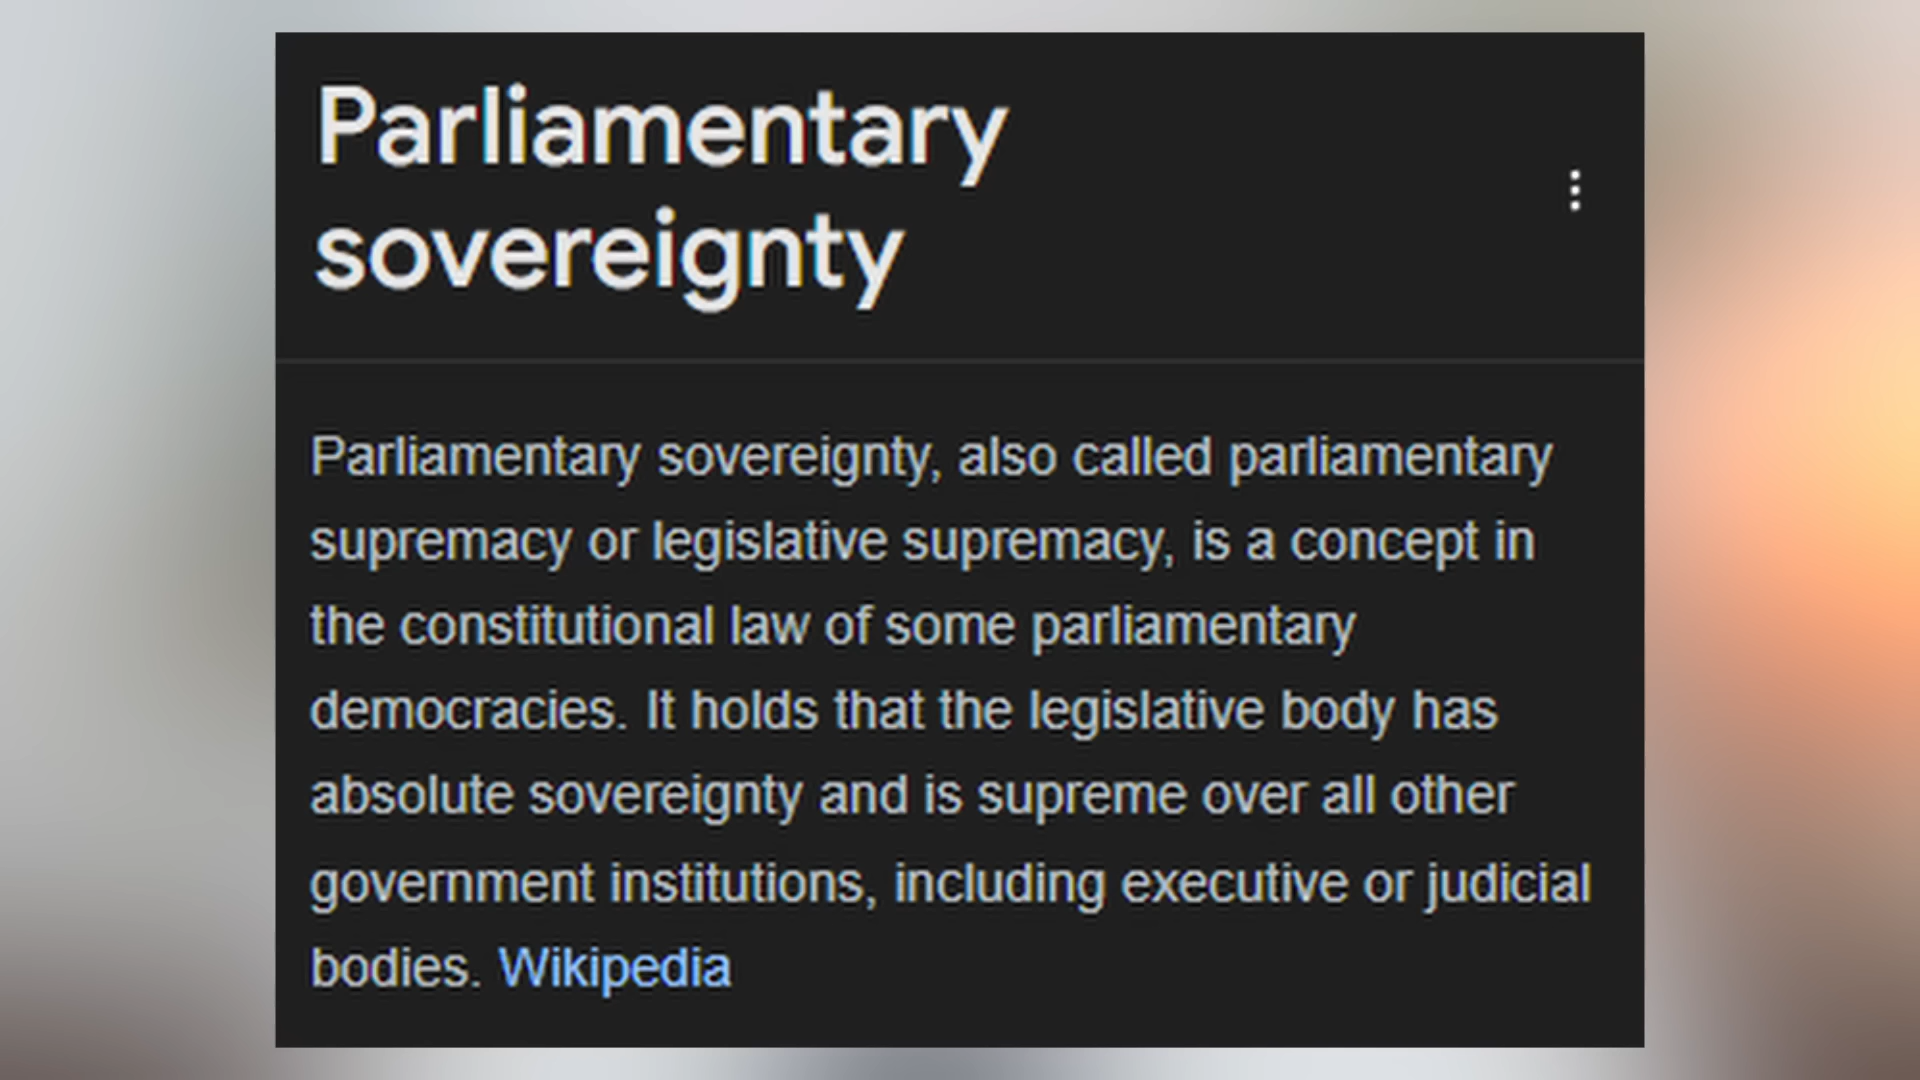 Parliamentary
sovereignty
Parliamentary sovereignty, also called parliamentary
supremacy or legislative supremacy, is a concept in
the constitutional law of some parliamentary
democracies. It holds that the legislative body has
absolute sovereignty and is supreme over all other
government institutions, including executive or judicial
bodies. Wikipedia